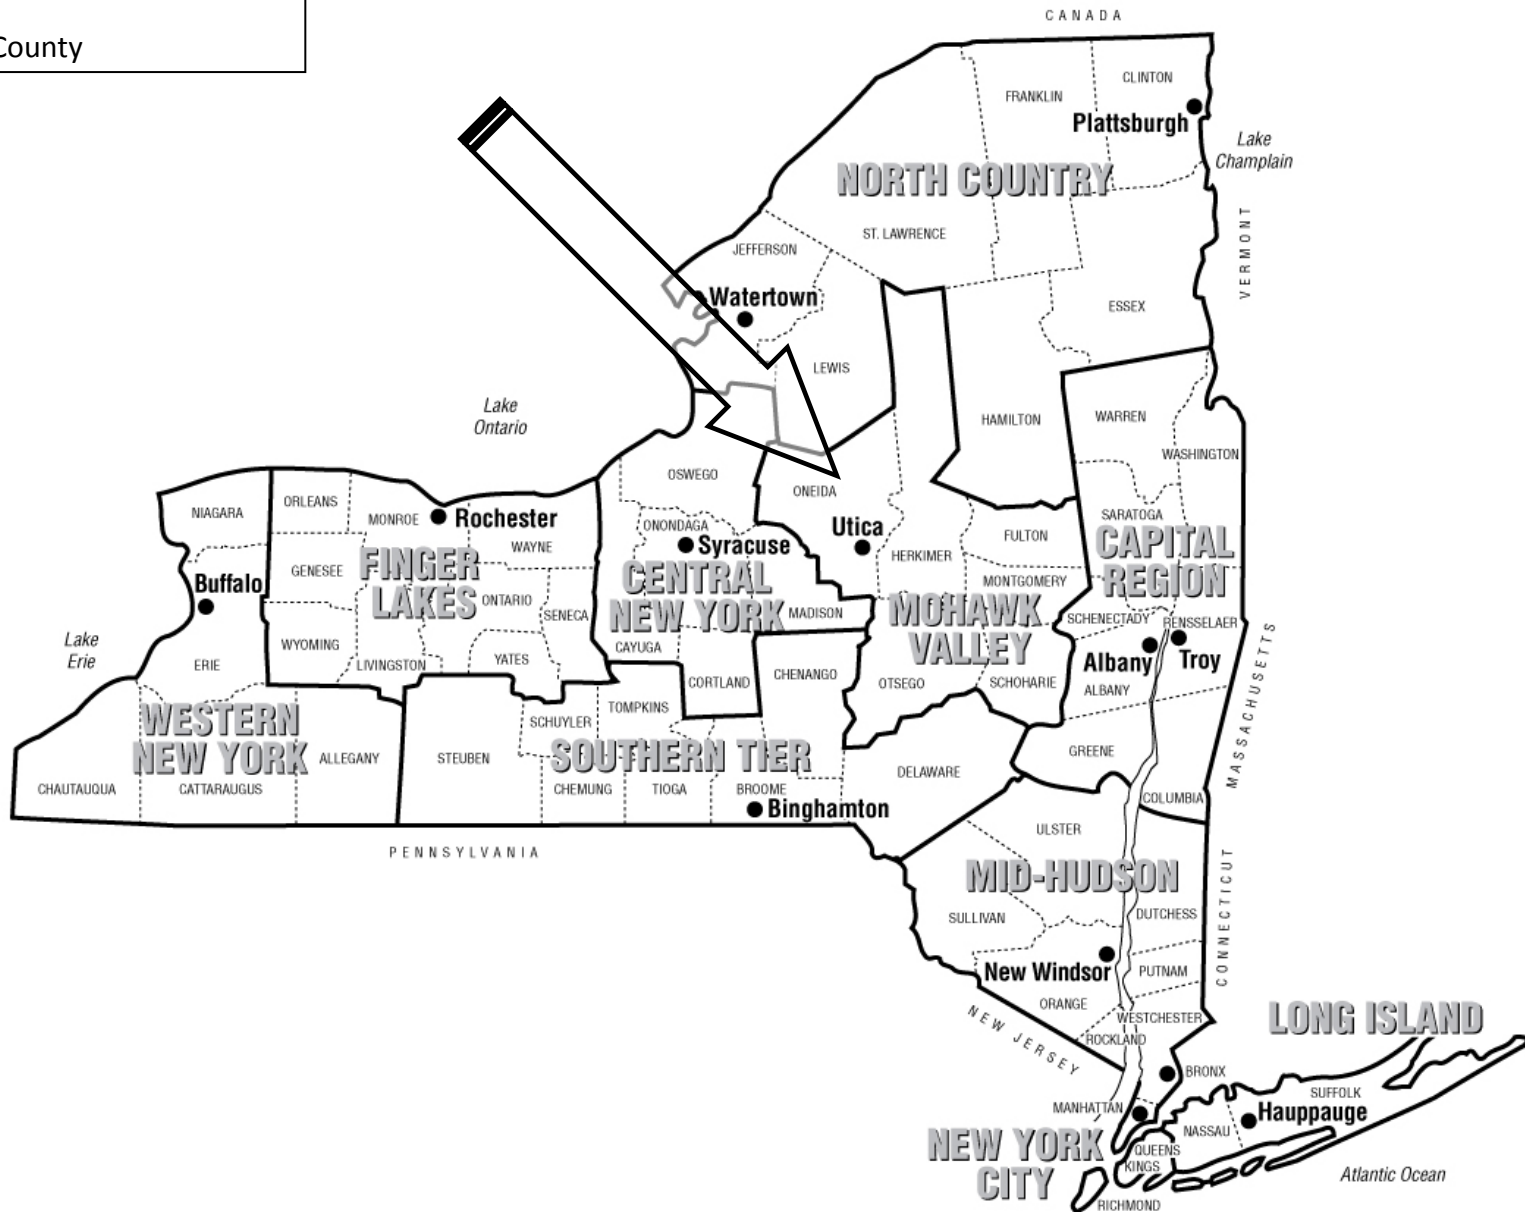 County
CANADA
CLINTON
FRANKLIN
Plattsburgh
Lake
Champlain
NORTH COUNTRY
VERMONT
ST. LAWRENCE
JEFFERSON
Watertown
ESSEX
LEWIS
Lake
Ontario
HAMILTON
WARREN
WASHINGTON
OSWEGO
ONEIDA
NIAGARA
ORLEANS
MONROE
Rochester
ONONDAGA
Syracuse
Utica
SARATOGA
FULTON
CAPITAL
REGION
WAYNE
HERKIMER
GENESEE
FINGER
LAKES
CENTRAL
NEW YORK
MONTGOMERY
Buffalo
ONTARIO
SENECA
MADISON
MOHAWK
VALLEY
SCHENECTADY
RENSSELAER
Lake
Erie
WYOMING
LIVINGSTON
YATES
CAYUGA
Albany
Troy
ERIE
CORTLAND
CHENANGO
OTSEGO
SCHOHARIE
ALBANY
MASSACHUSETTS
WESTERN
NEW YORK
TOMPKINS
SCHUYLER
SOUTHERN TIER
ALLEGANY
STEUBEN
GREENE
DELAWARE
CHAUTAUQUA
CATTARAUGUS
CHEMUNG
TIOGA
BROOME
Binghamton
COLUMBIA
PENNSYLVANIA
ULSTER
MID-HUDSON
SULLIVAN
DUTCHESS
CONNECTICUT
New Windsor
PUTNAM
ORANGE
WESTCHESTER
ROCKLAND
NEW JERSEY
LONG ISLAND
BRONX
SUFFOLK
MANHATTAN
Hauppauge
NASSAU
NEW YORK
CITY
QUEENS
KINGS
RICHMOND
Atlantic Ocean